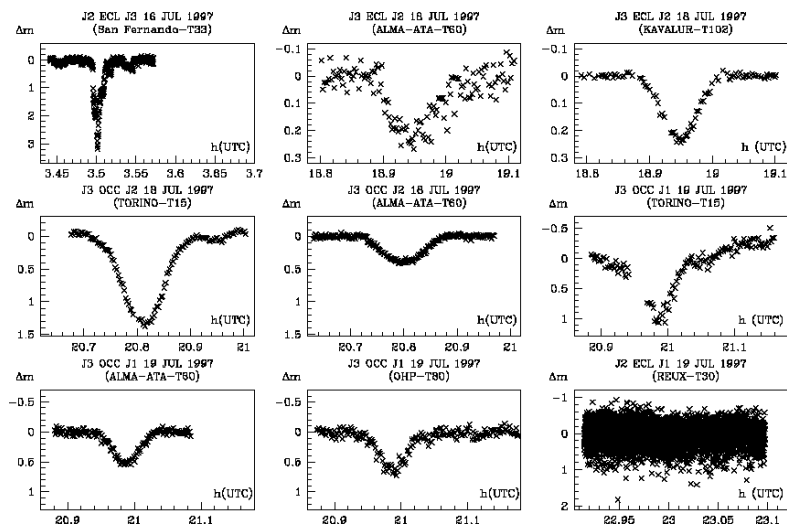 J2 ECL J3 16 JUL 1997
(San Fernando-T33)
Δm
0
1
2
3
h(UTC)
3.45 3.5 3.55 3.6 3.65 3.7
J3 ECL J2 18 JUL 1997
(ALMA-ATA-T60)
Δm
-0.1
0
0.1
0.2
0.3
h(UTC)
18.8 18.9 19 19.1
J3 ECL J2 18 JUL 1997
(KAVALUR-T102)
Δm
-0.1
0
0.1
0.2
0.3
h (UTC)
18.8 18.9 19 19.1
J3 OCC J2 18 JUL 1997
(TORINO-T15)
Δm
0
0.5
1
1.5
h(UTC)
20.7 20.8 20.9 21
J3 OCC J2 18 JUL 1997
(ALMA-ATA-T60)
Δm
0
0.5
1
1.5
h(UTC)
20.7 20.8 20.9 21
J3 OCC J1 19 JUL 1997
(TORINO-T15)
Δm
-0.5
0
0.5
1
h (UTC)
20.9 21 21.1
J3 OCC J1 19 JUL 1997
(ALMA-ATA-T60)
Δm
-0.5
0
0.5
1
h(UTC)
20.9 21 21.1
J3 OCC J1 19 JUL 1997
(OHP-T80)
Δm
-0.5
0
0.5
1
h(UTC)
20.9 21 21.1
J2 ECL J1 19 JUL 1997
(REUX-T30)
Δm
-1
0
1
2
h(UTC)
22.95 23 23.05 23.1